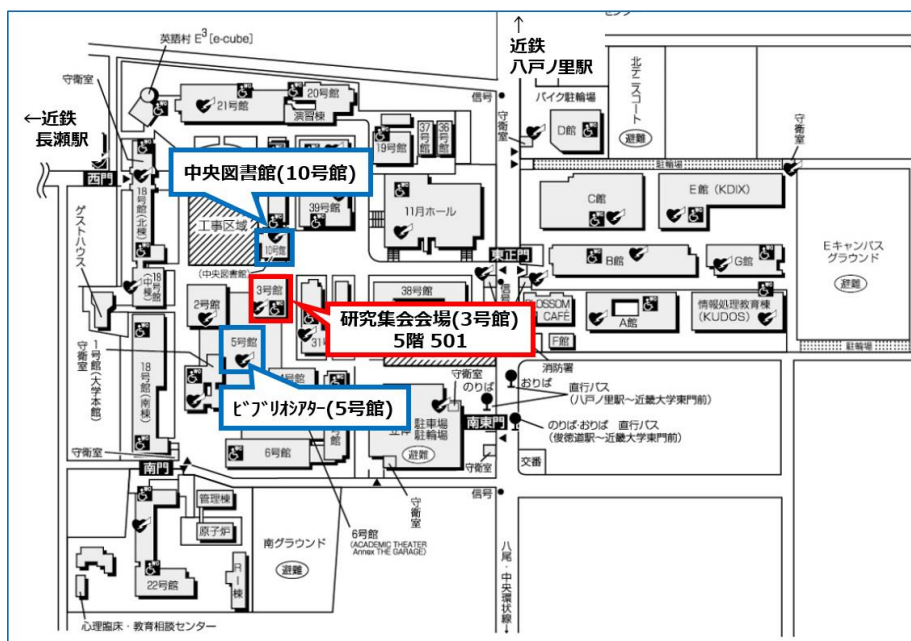 ↑
近鉄
八戸ノ里駅
英語村 E³ [e-cube]
守衛室
←近鉄
長瀬駅
21号館
20号館
演習棟
信号
守衛室
バイク駐輪場
D館
北テニスコート
避難
守衛室
19号館
37号館
36号館
駐輪場
西門
中央図書館(10号館)
18号館(北棟)
工事区域
39号館
11月ホール
C館
E館 (KDIX)
ゲストハウス
10号館
(中央図書館)
東正門
B館
G館
Eキャンパス
グラウンド
避難
18号館
(中棟)
2号館
3号館
38号館
信号
A館
情報処理教育棟
(KUDOS)
研究集会会場(3号館)
5階 501
F館
駐輪場
守衛室
1号館(大学本館)
18号館(南棟)
5号館
消防署
守衛室
のりば
おりば
直行バス
(八戸ノ里駅～近畿大学東門前)
ﾋﾞﾌﾞﾘｵｼｱﾀｰ(5号館)
駐車場
駐輪場
避難
南東門
のりば・おりば 直行バス
(俊徳道駅～近畿大学東門前)
守衛室
6号館
守衛室
交番
南門
信号
守衛室
管理棟
原子炉
6号館
(ACADEMIC THEATER
Annex THE GARAGE)
南グラウンド
避難
RI棟
22号館
八尾・中央環状線→
心理臨床・教育相談センター